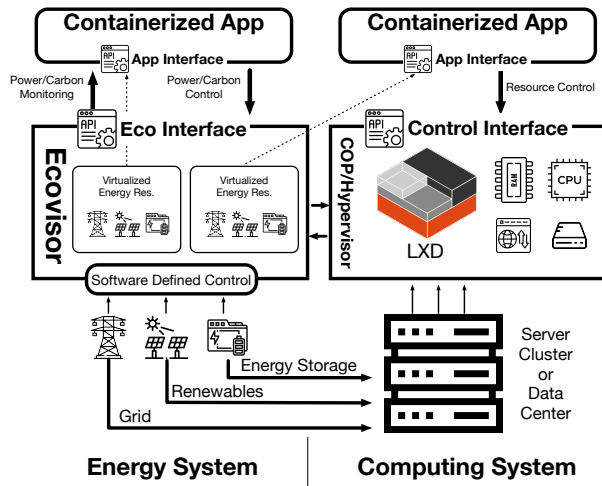 Containerized App
Containerized App
API
App Interface
API
App Interface
Power/Carbon
Monitoring
Power/Carbon
Control
Resource Control
API
Eco Interface
API
Control Interface
Ecovisor
Virtualized
Energy Res.
Virtualized
Energy Res.
COP/Hypervisor
LXD
RAM
CPU
Software Defined Control
Energy Storage
Renewables
Grid
Server
Cluster
or
Data
Center
Energy System
Computing System